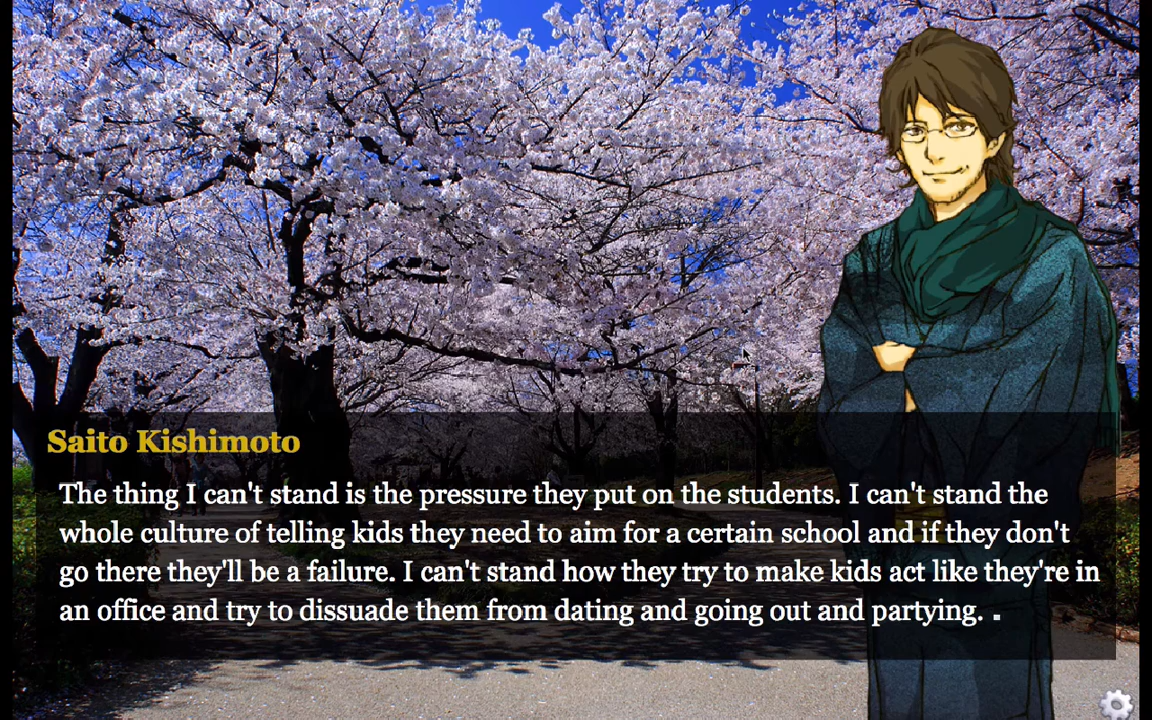 Saito Kishimoto
The thing I can't stand is the pressure they put on the students. I can't stand the
whole culture of telling kids they need to aim for a certain school and if they don't
go there they'll be a failure. I can't stand how they try to make kids act like they're in
an office and try to dissuade them from dating and going out and partying.